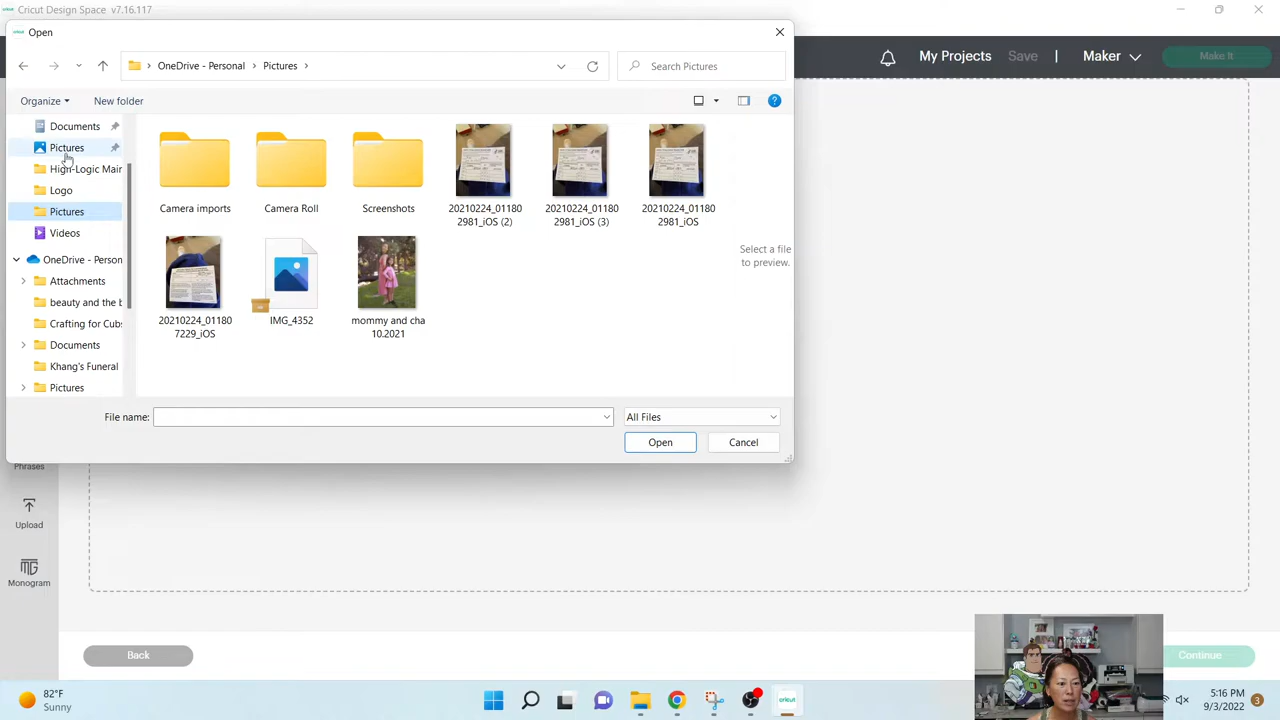 Cricut Design Space v7.16.117
Open
OneDrive - Personal > Pictures >
Search Pictures
My Projects
Save
|
Maker
Make It
Organize
New folder
Documents
Pictures
High-Logic Mair
Logo
Pictures
Videos
OneDrive - Person
Attachments
beauty and the b
Crafting for Cubs
Documents
Khang's Funeral
Pictures
Camera imports
Camera Roll
Screenshots
20210224_01180
2981_iOS (2)
20210224_01180
2981_iOS (3)
20210224_01180
2981_iOS
20210224_01180
7229_iOS
IMG_4352
mommy and cha
10.2021
Select a file
to preview.
File name:
All Files
Open
Cancel
Phrases
Upload
Monogram
Back
Continue
82°F
Sunny
cricut
5:16 PM
9/3/2022
3